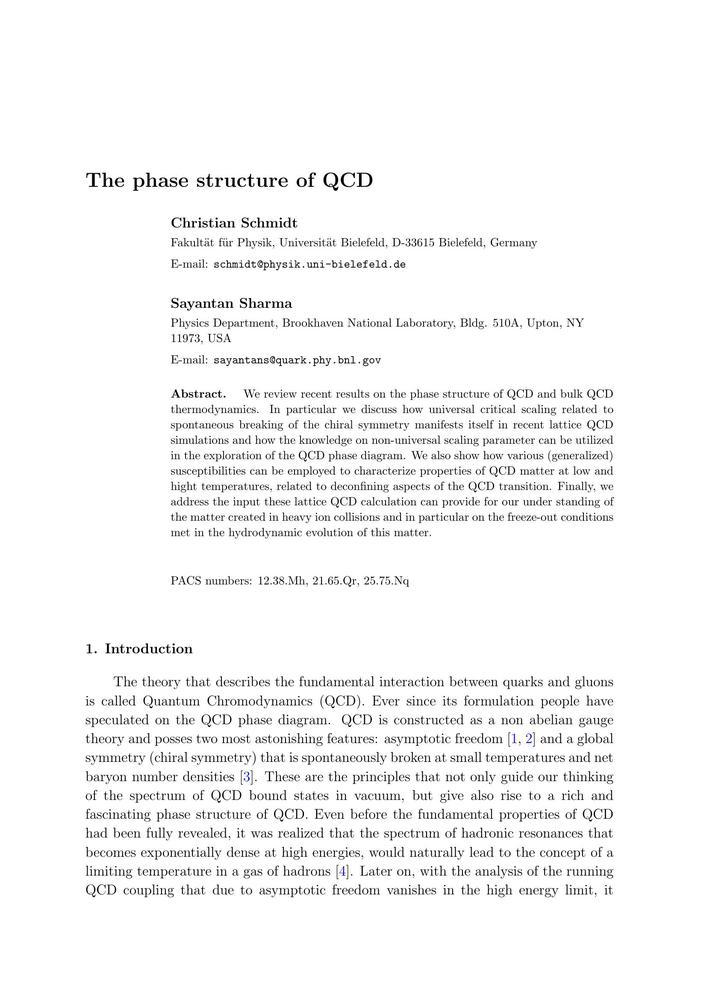 The phase structure of QCD
Christian Schmidt
Fakultät für Physik, Universität Bielefeld, D-33615 Bielefeld, Germany
E-mail: schmidt@physik.uni-bielefeld.de
Sayantan Sharma
Physics Department, Brookhaven National Laboratory, Bldg. 510A, Upton, NY
11973, USA
E-mail: sayantans@quark.phy.bnl.gov
Abstract. We review recent results on the phase structure of QCD and bulk QCD
thermodynamics. In particular we discuss how universal critical scaling related to
spontaneous breaking of the chiral symmetry manifests itself in recent lattice QCD
simulations and how the knowledge on non-universal scaling parameter can be utilized
in the exploration of the QCD phase diagram. We also show how various (generalized)
susceptibilities can be employed to characterize properties of QCD matter at low and
hight temperatures, related to deconfining aspects of the QCD transition. Finally, we
address the input these lattice QCD calculation can provide for our under standing of
the matter created in heavy ion collisions and in particular on the freeze-out conditions
met in the hydrodynamic evolution of this matter.
PACS numbers: 12.38.Mh, 21.65.Qr, 25.75.Nq
1. Introduction
The theory that describes the fundamental interaction between quarks and gluons
is called Quantum Chromodynamics (QCD). Ever since its formulation people have
speculated on the QCD phase diagram. QCD is constructed as a non abelian gauge
theory and posses two most astonishing features: asymptotic freedom [1, 2] and a global
symmetry (chiral symmetry) that is spontaneously broken at small temperatures and net
baryon number densities [3]. These are the principles that not only guide our thinking
of the spectrum of QCD bound states in vacuum, but give also rise to a rich and
fascinating phase structure of QCD. Even before the fundamental properties of QCD
had been fully revealed, it was realized that the spectrum of hadronic resonances that
becomes exponentially dense at high energies, would naturally lead to the concept of a
limiting temperature in a gas of hadrons [4]. Later on, with the analysis of the running
QCD coupling that due to asymptotic freedom vanishes in the high energy limit, it